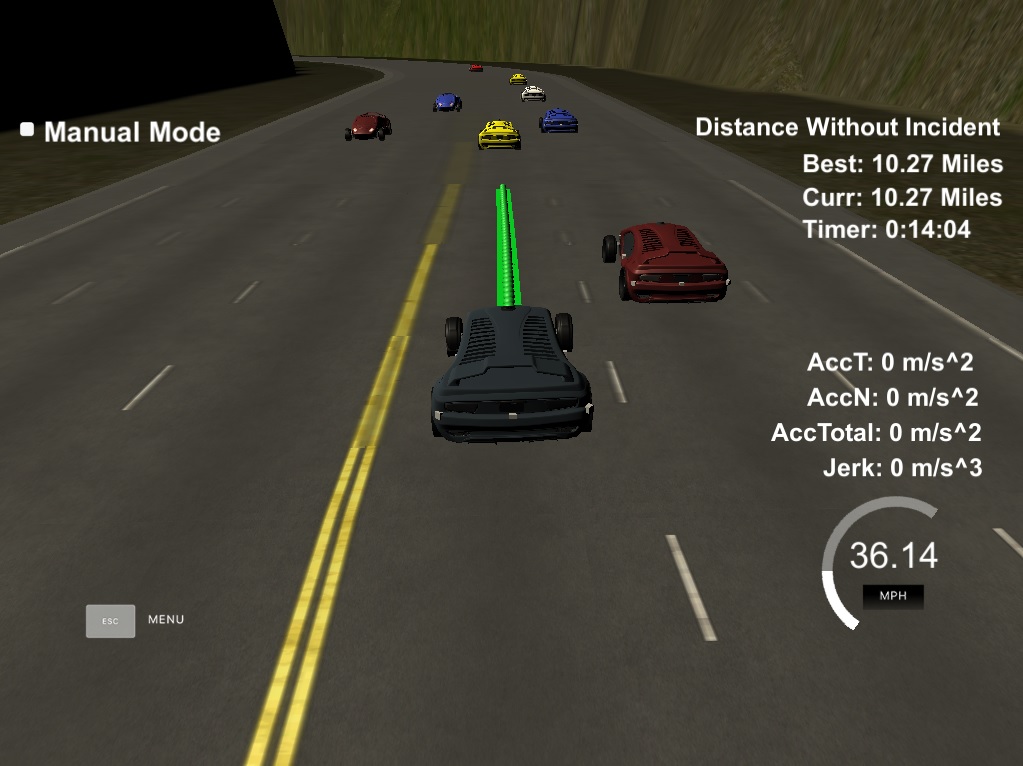 Manual Mode
Distance Without Incident
Best: 10.27 Miles
Curr: 10.27 Miles
Timer: 0:14:04
AccT: 0 m/s^2
AccN: 0 m/s^2
AccTotal: 0 m/s^2
Jerk: 0 m/s^3
36.14
MPH
ESC MENU